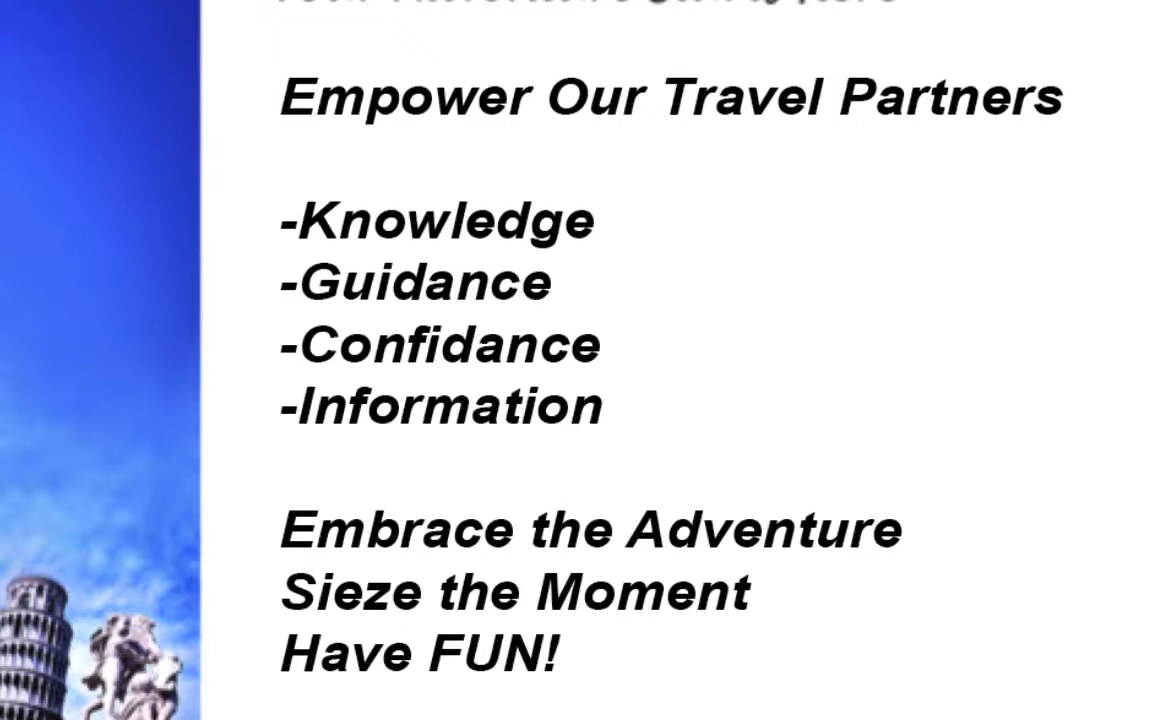 Empower Our Travel Partners
-Knowledge
-Guidance
-Confidance
-Information
Embrace the Adventure
Sieze the Moment
Have FUN!